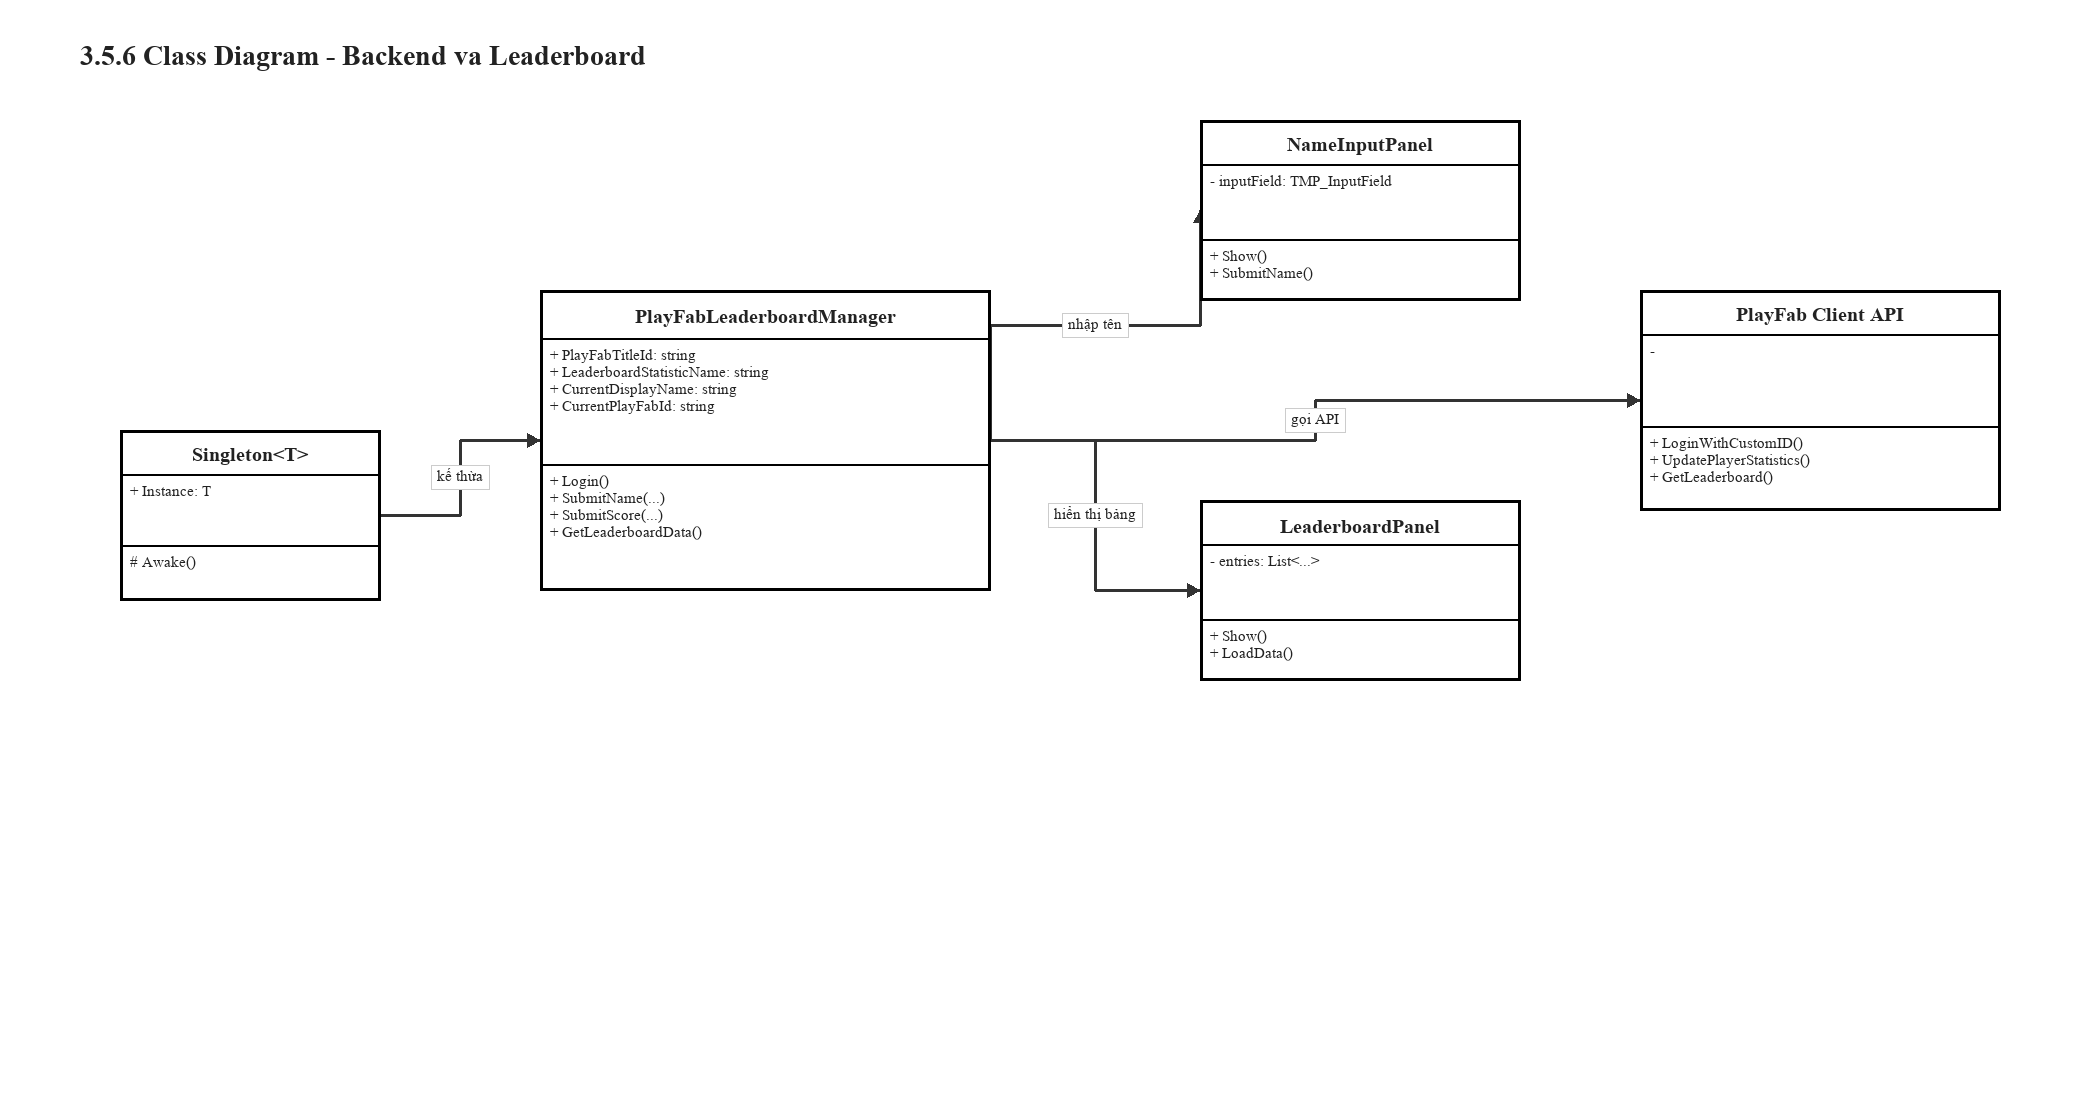 3.5.6 Class Diagram - Backend va Leaderboard
NameInputPanel
- inputField: TMP_InputField
+ Show()
+ SubmitName()
PlayFabLeaderboardManager
+ PlayFabTitleId: string
+ LeaderboardStatisticName: string
+ CurrentDisplayName: string
+ CurrentPlayFabId: string
+ Login()
+ SubmitName(...)
+ SubmitScore(...)
+ GetLeaderboardData()
nhập tên
PlayFab Client API
-
+ LoginWithCustomID()
+ UpdatePlayerStatistics()
+ GetLeaderboard()
gọi API
Singleton<T>
+ Instance: T
# Awake()
kế thừa
hiển thị bảng
LeaderboardPanel
- entries: List<...>
+ Show()
+ LoadData()